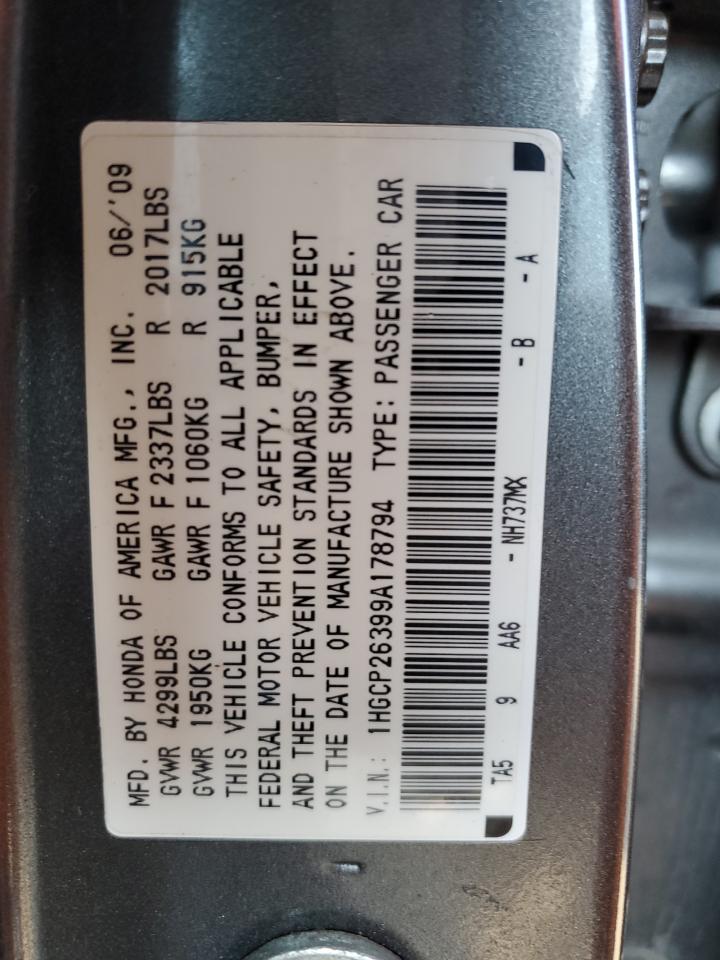 MFD. BY HONDA OF AMERICA MFG., INC. 06/'09
GVWR 4299LBS GAWR F 2337LBS R 2017LBS
GVWR 1950KG GAWR F 1060KG R 915KG
THIS VEHICLE CONFORMS TO ALL APPLICABLE
FEDERAL MOTOR VEHICLE SAFETY, BUMPER,
AND THEFT PREVENTION STANDARDS IN EFFECT
ON THE DATE OF MANUFACTURE SHOWN ABOVE.
V.I.N.: 1HGCP26399A178794 TYPE: PASSENGER CAR
TA5 9 AA6 - NH737MX - B - A